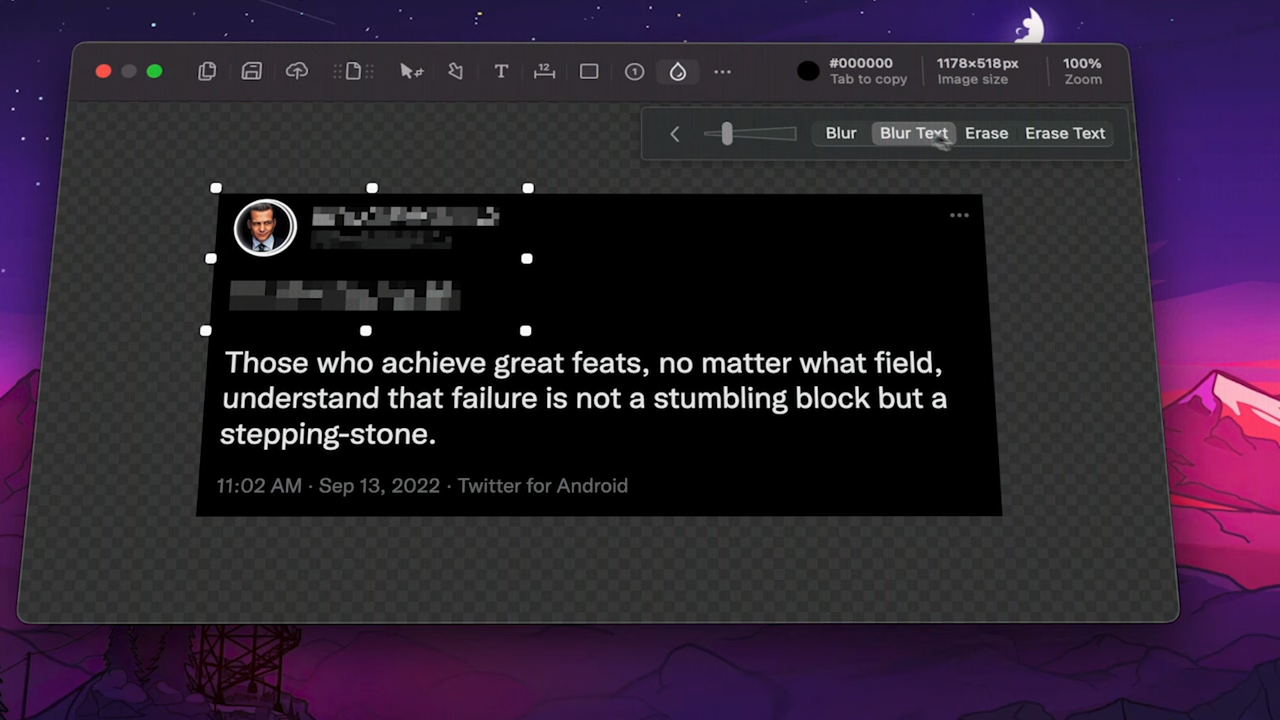 12
1
#000000
Tab to copy
1178×518px
Image size
100%
Zoom
Blur
Blur Text
Erase
Erase Text
Those who achieve great feats, no matter what field,
understand that failure is not a stumbling block but a
stepping-stone.
11:02 AM · Sep 13, 2022 · Twitter for Android